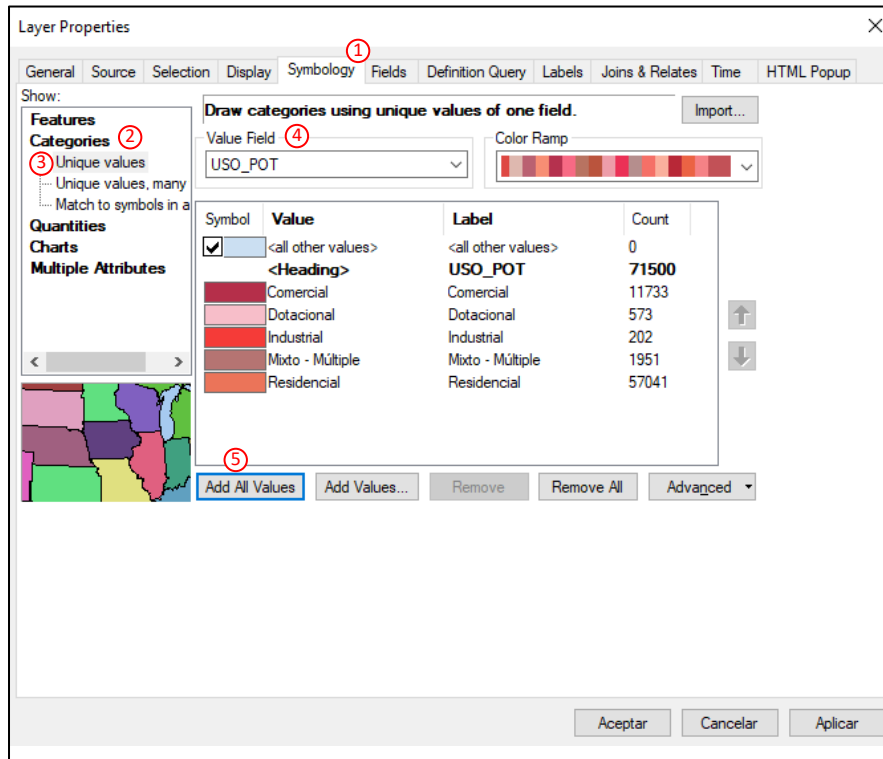 Layer Properties
①
General Source Selection Display Symbology Fields Definition Query Labels Joins & Relates Time HTML Popup
Show:
Features
Categories ②
③ Unique values
Unique values, many
Match to symbols in a
Quantities
Charts
Multiple Attributes
Draw categories using unique values of one field.
Import...
Value Field ④
USO_POT
Color Ramp
Symbol Value Label Count
<all other values> <all other values> 0
<Heading> USO_POT 71500
Comercial Comercial 11733
Dotacional Dotacional 573
Industrial Industrial 202
Mixto - Múltiple Mixto - Múltiple 1951
Residencial Residencial 57041
⑤
Add All Values Add Values... Remove Remove All Advanced
Aceptar Cancelar Aplicar